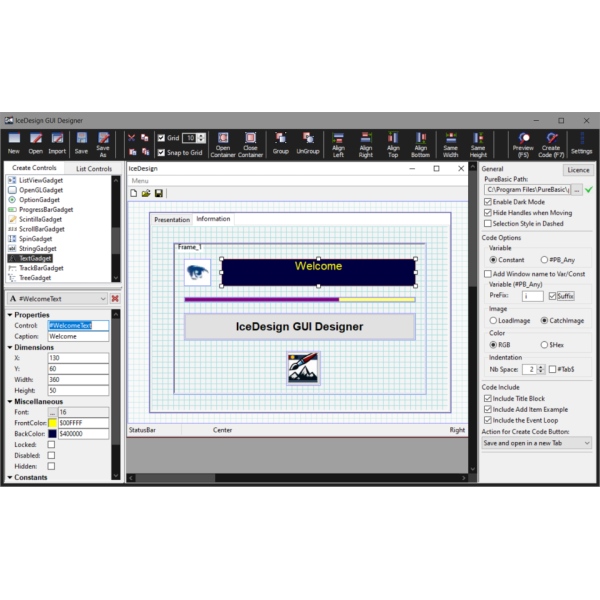 IceDesign GUI Designer
New Open Import Save Save As Grid 10 Snap to Grid Open Container Close Container Group UnGroup Align Left Align Right Align Top Align Bottom Same Width Same Height Preview (F5) Create Code (F7) Settings
Create Controls List Controls
ListViewGadget
OpenGLGadget
OptionGadget
ProgressBarGadget
ScintillaGadget
ScrollBarGadget
SpinGadget
StringGadget
TextGadget
TrackBarGadget
TreeGadget
#WelcomeText
Properties
Control: #WelcomeText
Caption: Welcome
Dimensions
X: 130
Y: 60
Width: 360
Height: 50
Miscellaneous
Font: ... 16
FrontColor: $00FFFF
BackColor: $400000
Locked:
Disabled:
Hidden:
Constants
IceDesign
Menu
Presentation Information
Frame_1
Welcome
IceDesign GUI Designer
StatusBar Center Right
General Licence
PureBasic Path:
C:\Program Files\PureBasic\ ...
Enable Dark Mode
Hide Handles when Moving
Selection Style in Dashed
Code Options
Variable
Constant #PB_Any
Add Window name to Var/Const
Variable (#PB_Any)
PreFix: i Suffix
Image
LoadImage CatchImage
Color
RGB $Hex
Indentation
Nb Space: 2 #Tab$
Code Include
Include Title Block
Include Add Item Example
Include the Event Loop
Action for Create Code Button:
Save and open in a new Tab